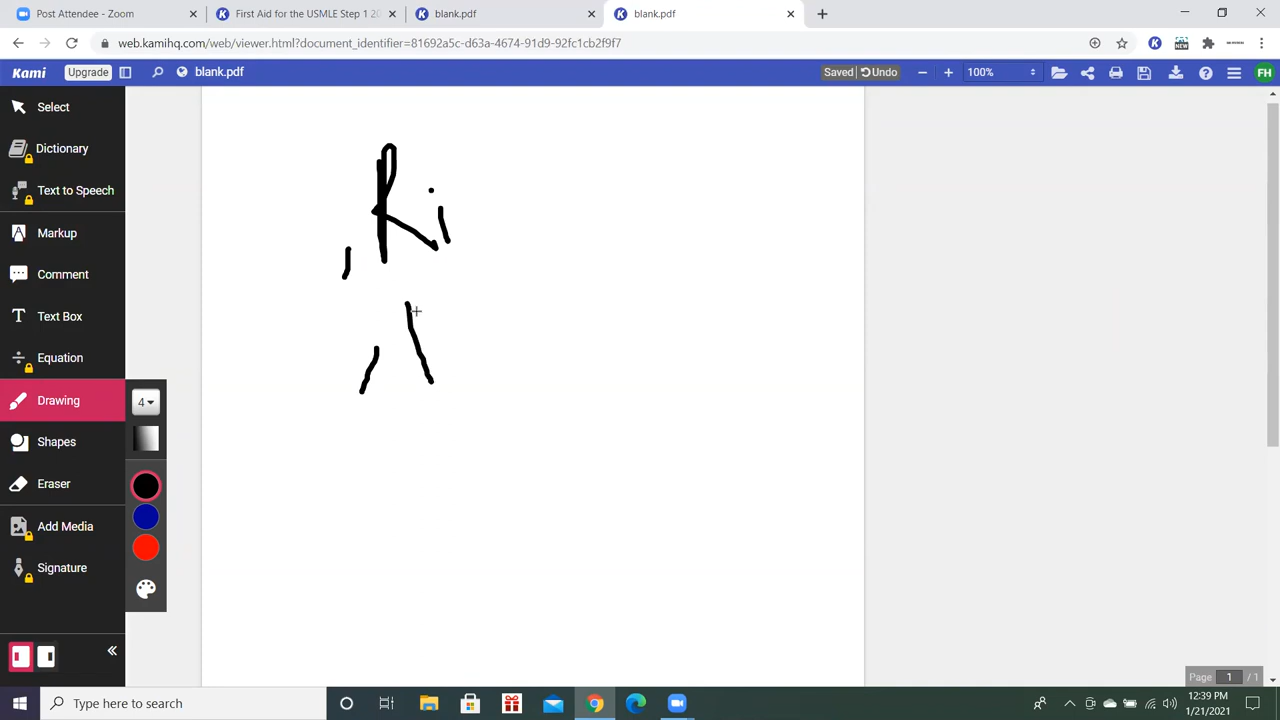 Post Attendee - Zoom
First Aid for the USMLE Step 1 20
blank.pdf
blank.pdf
web.kamihq.com/web/viewer.html?document_identifier=81692a5c-d63a-4674-91d9-92fc1cb2f9f7
NEW
Kami
Upgrade
blank.pdf
Saved
Undo
100%
FH
Select
Dictionary
Text to Speech
Markup
Comment
Text Box
Equation
Drawing
4
Shapes
Eraser
Add Media
Signature
Ri
Page 1 / 1
Type here to search
12:39 PM
1/21/2021